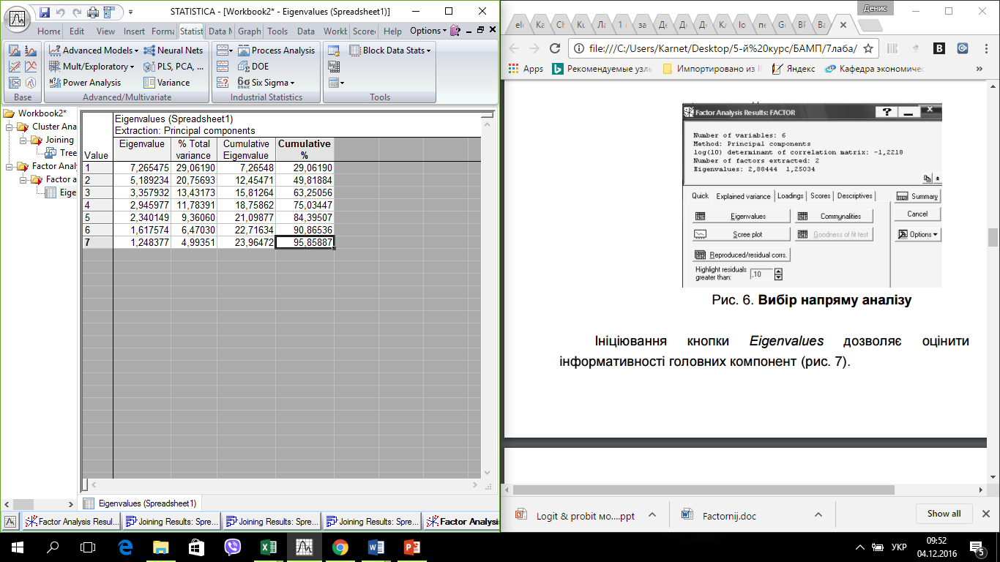 STATISTICA - [Workbook2* - Eigenvalues (Spreadsheet1)]
Home Edit View Insert Forma Statist Data M Graph Tools Data Workb Score Help Options
Advanced Models Neural Nets Process Analysis Block Data Stats
Mult/Exploratory PLS, PCA, ... DOE
Power Analysis Variance Six Sigma
Base Advanced/Multivariate Industrial Statistics Tools
Workbook2*
Cluster Ana
Joining
Tree
Factor Analy
Factor a
Eige
Eigenvalues (Spreadsheet1)
Extraction: Principal components
Value Eigenvalue % Total variance Cumulative Eigenvalue Cumulative %
1 7,265475 29,06190 7,26548 29,06190
2 5,189234 20,75693 12,45471 49,81884
3 3,357932 13,43173 15,81264 63,25056
4 2,945977 11,78391 18,75862 75,03447
5 2,340149 9,36060 21,09877 84,39507
6 1,617574 6,47030 22,71634 90,86536
7 1,248377 4,99351 23,96472 95,85887
Eigenvalues (Spreadsheet1)
Factor Analysis Resul... Joining Results: Spre... Joining Results: Spre... Joining Results: Spre... Factor Analysis
Денис
file:///C:/Users/Karnet/Desktop/5-й%20курс/БАМП/7лаба/
Apps Рекомендуемые узл Импортировано из IE Яндекс Кафедра экономичес »
Factor Analysis Results: FACTOR
Number of variables: 6
Method: Principal components
log(10) determinant of correlation matrix: -1,2218
Number of factors extracted: 2
Eigenvalues: 2,88444 1,25034
Quick Explained variance Loadings Scores Descriptives Summary
Eigenvalues Communalities Cancel
Scree plot Goodness of fit test Options
Reproduced/residual corrs.
Highlight residuals
greater than: ,10
Рис. 6. Вибір напряму аналізу
Ініціювання кнопки Eigenvalues дозволяє оцінити
інформативності головних компонент (рис. 7).
Logit & probit мо....ppt Factornij.doc Show all
УКР 09:52
04.12.2016 5